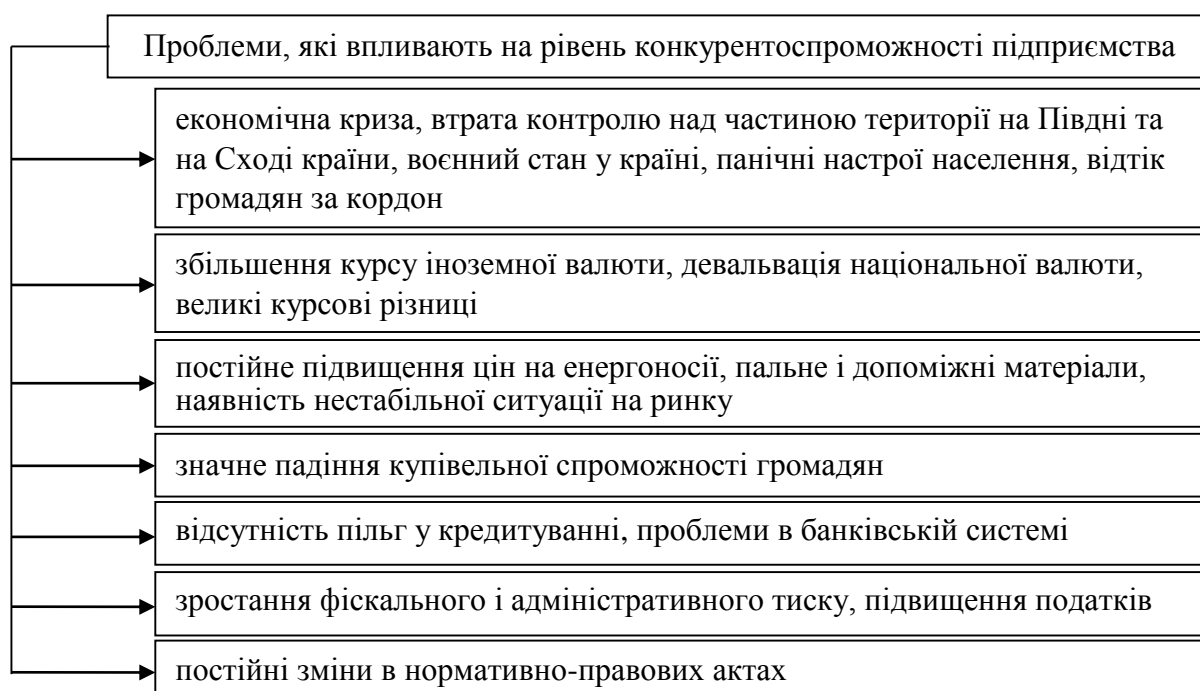 Проблеми, які впливають на рівень конкурентоспроможності підприємства
економічна криза, втрата контролю над частиною території на Півдні та
на Сході країни, воєнний стан у країні, панічні настрої населення, відтік
громадян за кордон
збільшення курсу іноземної валюти, девальвація національної валюти,
великі курсові різниці
постійне підвищення цін на енергоносії, пальне і допоміжні матеріали,
наявність нестабільної ситуації на ринку
значне падіння купівельної спроможності громадян
відсутність пільг у кредитуванні, проблеми в банківській системі
зростання фіскального і адміністративного тиску, підвищення податків
постійні зміни в нормативно-правових актах